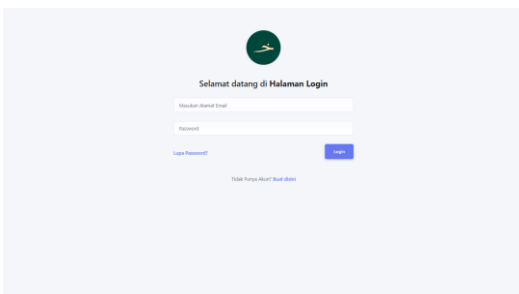 Selamat datang di Halaman Login
Masukan Alamat Email
Password
Lupa Password?
Login
Tidak Punya Akun? Buat disini